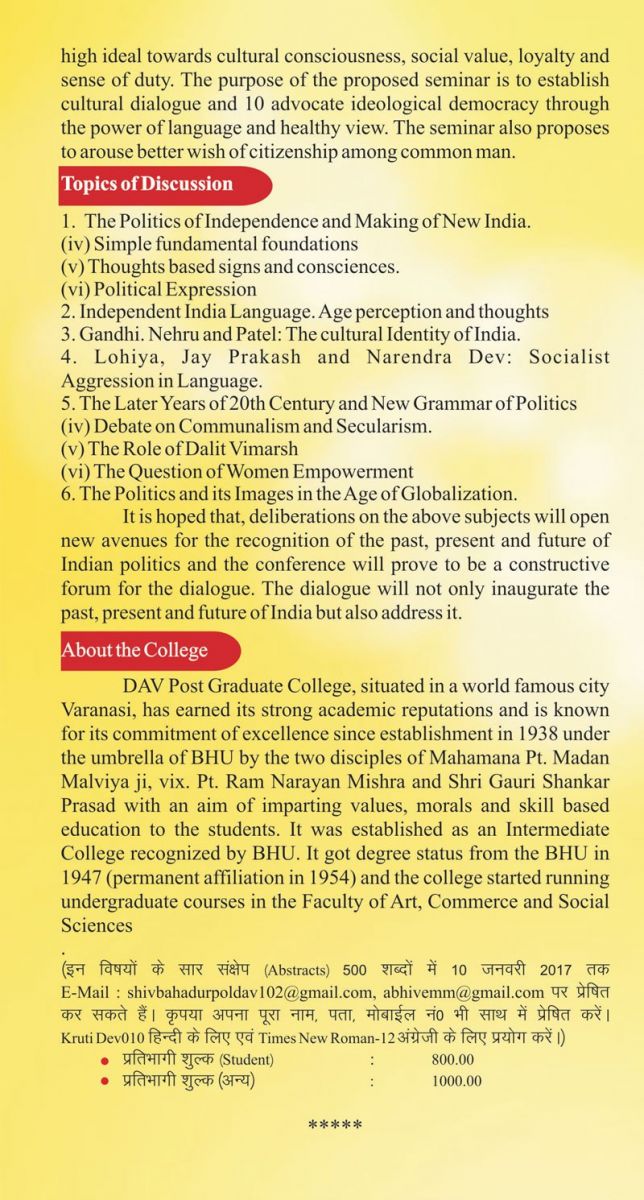 high ideal towards cultural consciousness, social value, loyalty and
sense of duty. The purpose of the proposed seminar is to establish
cultural dialogue and 10 advocate ideological democracy through
the power of language and healthy view. The seminar also proposes
to arouse better wish of citizenship among common man.
Topics of Discussion
1. The Politics of Independence and Making of New India.
(iv) Simple fundamental foundations
(v) Thoughts based signs and consciences.
(vi) Political Expression
2. Independent India Language. Age perception and thoughts
3. Gandhi. Nehru and Patel: The cultural Identity of India.
4. Lohiya, Jay Prakash and Narendra Dev: Socialist
Aggression in Language.
5. The Later Years of 20th Century and New Grammar of Politics
(iv) Debate on Communalism and Secularism.
(v) The Role of Dalit Vimarsh
(vi) The Question of Women Empowerment
6. The Politics and its Images in the Age of Globalization.
It is hoped that, deliberations on the above subjects will open
new avenues for the recognition of the past, present and future of
Indian politics and the conference will prove to be a constructive
forum for the dialogue. The dialogue will not only inaugurate the
past, present and future of India but also address it.
About the College
DAV Post Graduate College, situated in a world famous city
Varanasi, has earned its strong academic reputations and is known
for its commitment of excellence since establishment in 1938 under
the umbrella of BHU by the two disciples of Mahamana Pt. Madan
Malviya ji, vix. Pt. Ram Narayan Mishra and Shri Gauri Shankar
Prasad with an aim of imparting values, morals and skill based
education to the students. It was established as an Intermediate
College recognized by BHU. It got degree status from the BHU in
1947 (permanent affiliation in 1954) and the college started running
undergraduate courses in the Faculty of Art, Commerce and Social
Sciences
.
(इन विषयों के सार संक्षेप (Abstracts) 500 शब्दों में 10 जनवरी 2017 तक
E-Mail : shivbahadurpoldav102@gmail.com, abhivemm@gmail.com पर प्रेषित
कर सकते हैं। कृपया अपना पूरा नाम, पता, मोबाईल नं0 भी साथ में प्रेषित करें।
Kruti Dev010 हिन्दी के लिए एवं Times New Roman-12 अंग्रेजी के लिए प्रयोग करें।)
• प्रतिभागी शुल्क (Student) : 800.00
• प्रतिभागी शुल्क (अन्य) : 1000.00
*****